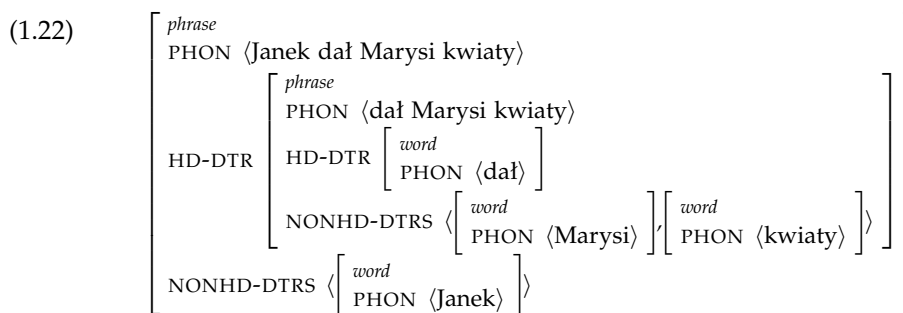 (1.22)
phrase
PHON ⟨Janek dał Marysi kwiaty⟩
phrase
PHON ⟨dał Marysi kwiaty⟩
HD-DTR HD-DTR [ word
PHON ⟨dał⟩ ]
NONHD-DTRS ⟨[ word
PHON ⟨Marysi⟩ ],[ word
PHON ⟨kwiaty⟩ ]⟩
NONHD-DTRS ⟨[ word
PHON ⟨Janek⟩ ]⟩